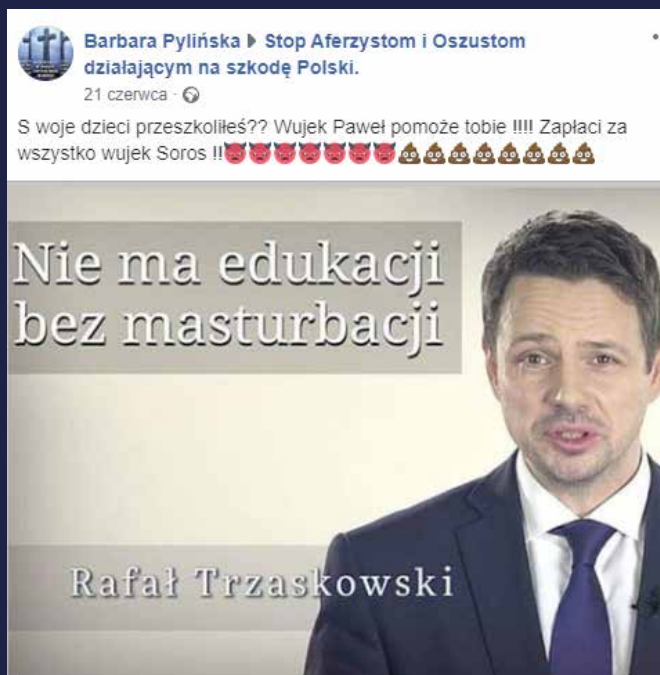 Barbara Pylińska ▶ Stop Aferzystom i Oszustom
działającym na szkodę Polski.
21 czerwca ·
S woje dzieci przeszkoliłeś?? Wujek Paweł pomoże tobie !!!! Zapłaci za
wszystko wujek Soros !!👿👿👿👿👿👿👿💩💩💩💩💩💩💩💩
Nie ma edukacji
bez masturbacji
Rafał Trzaskowski